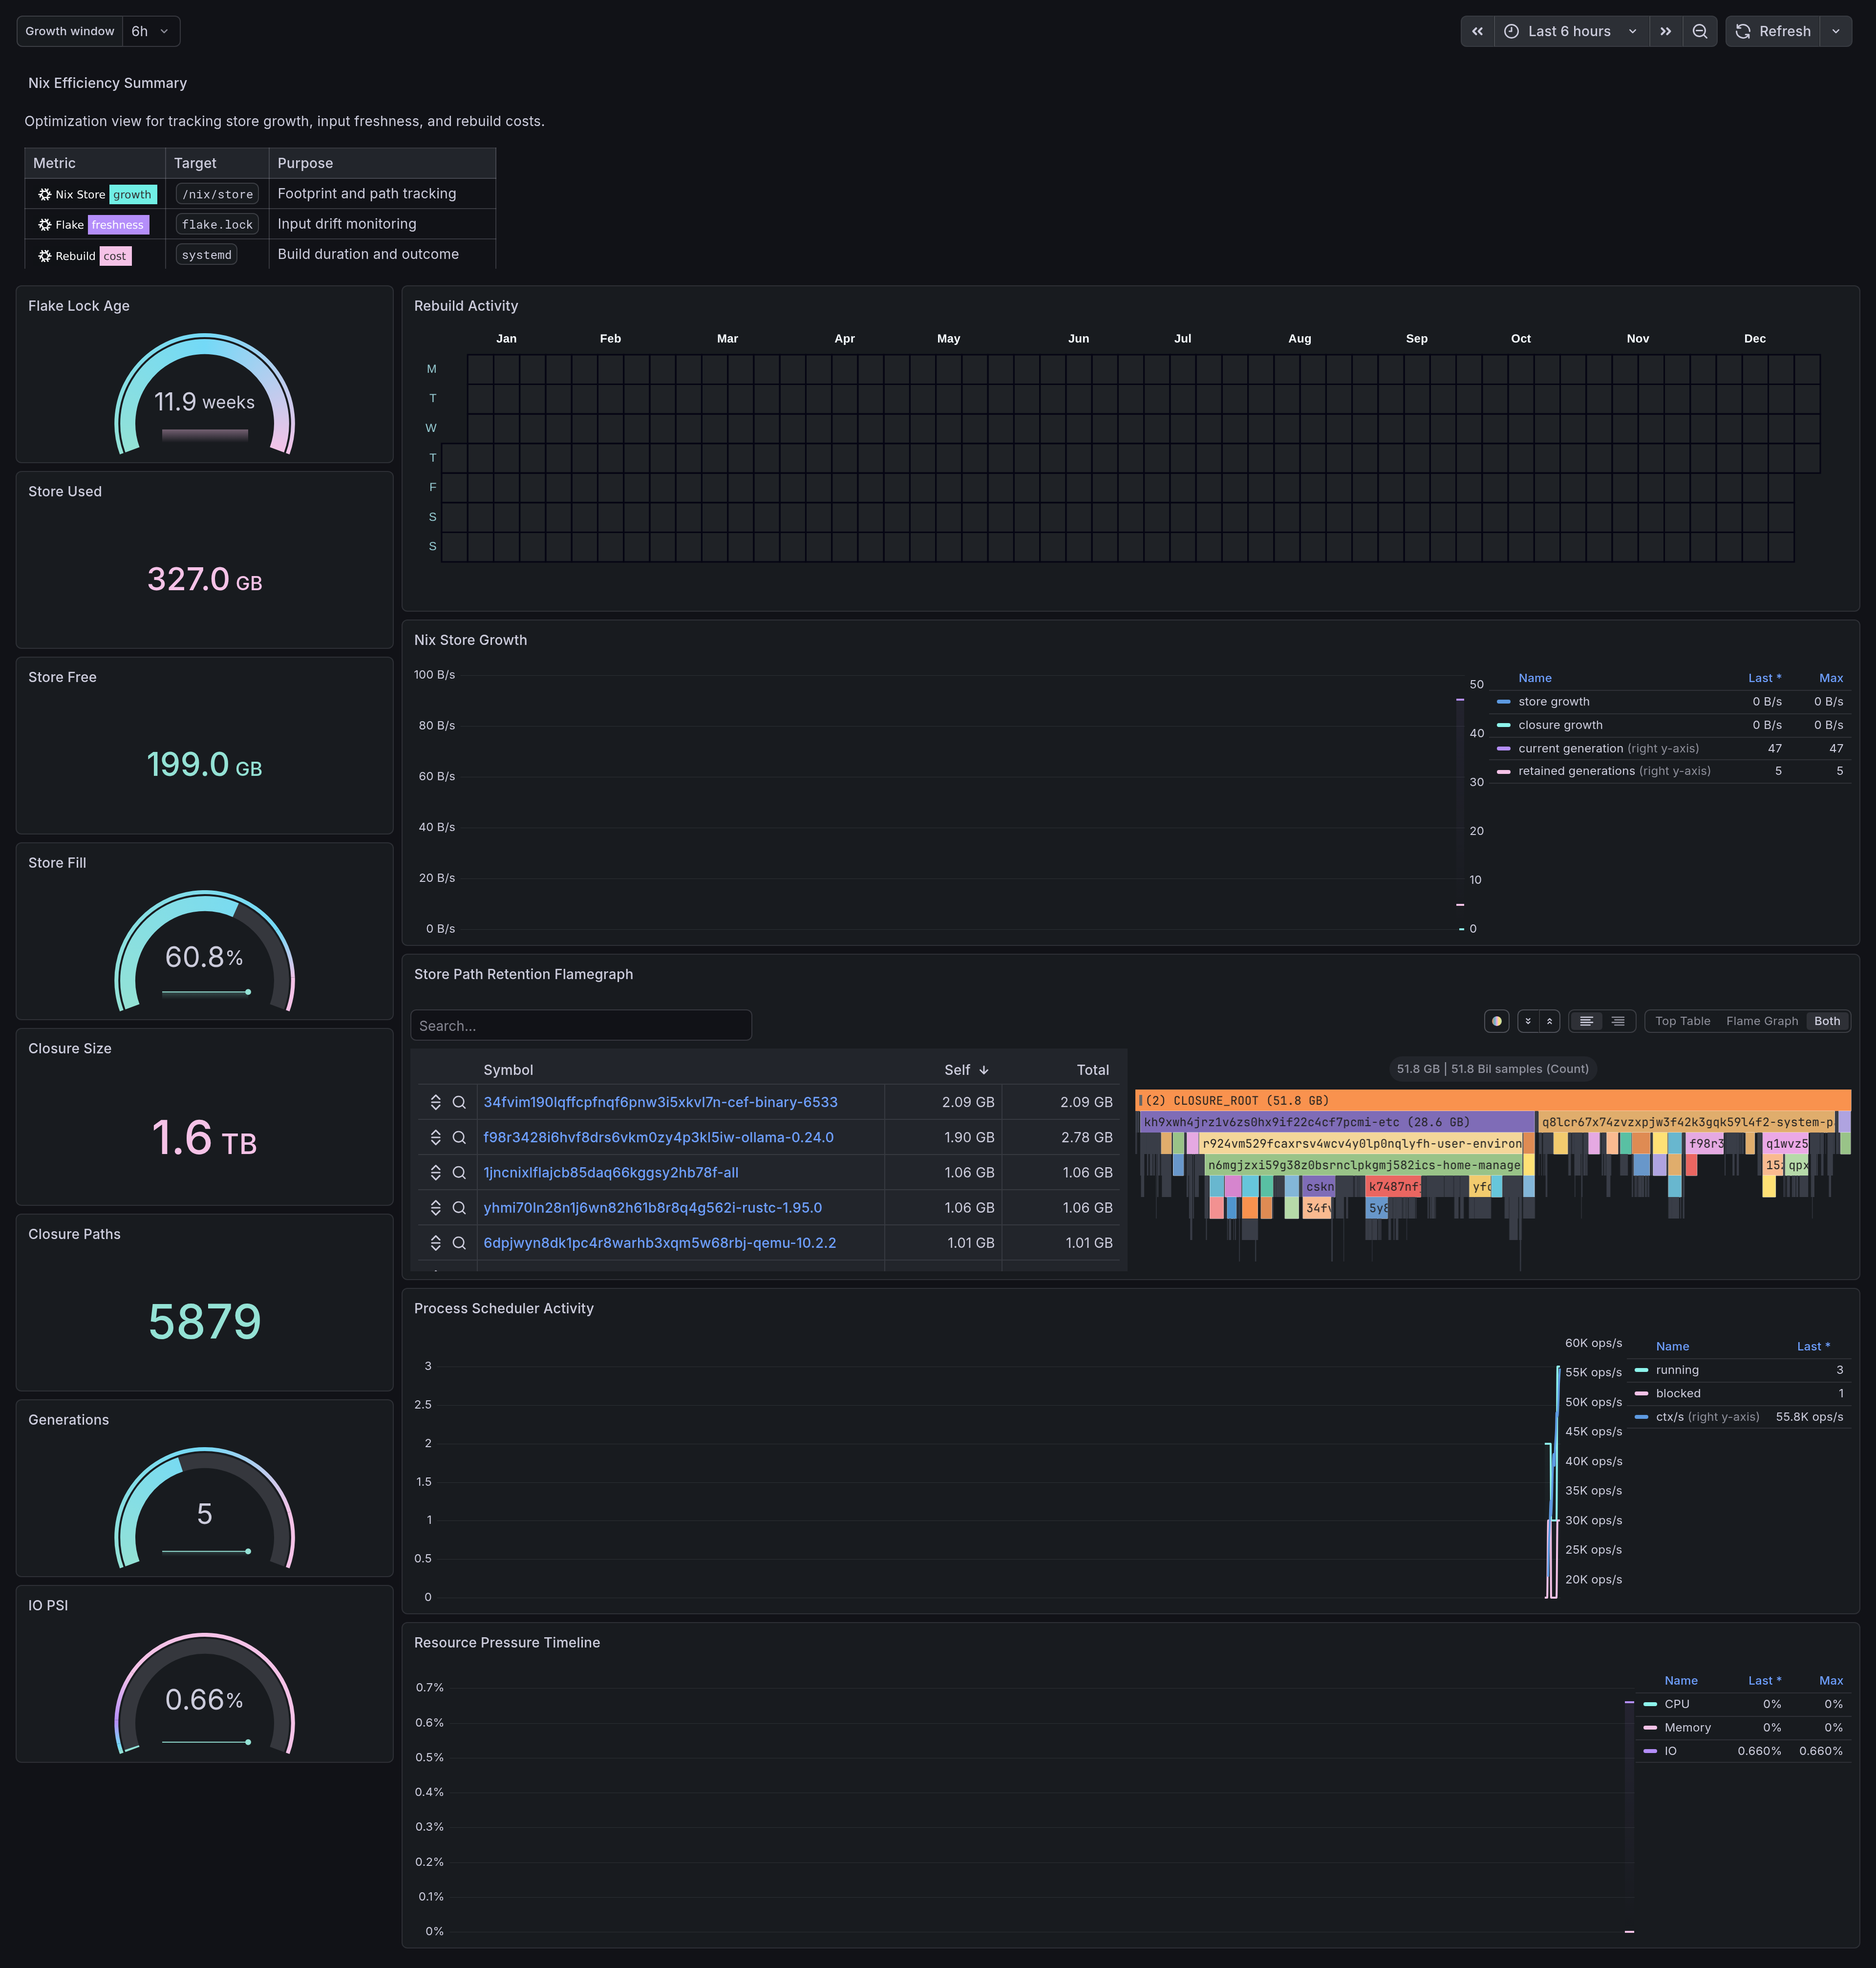 Growth window 6h
Last 6 hours Refresh
Nix Efficiency Summary
Optimization view for tracking store growth, input freshness, and rebuild costs.
Metric Target Purpose
Nix Store growth /nix/store Footprint and path tracking
Flake freshness flake.lock Input drift monitoring
Rebuild cost systemd Build duration and outcome
Flake Lock Age
11.9 weeks
Store Used
327.0 GB
Store Free
199.0 GB
Store Fill
60.8%
Closure Size
1.6 TB
Closure Paths
5879
Generations
5
IO PSI
0.66%
Rebuild Activity
Jan Feb Mar Apr May Jun Jul Aug Sep Oct Nov Dec
M
T
W
T
F
S
S
Nix Store Growth
100 B/s
80 B/s
60 B/s
40 B/s
20 B/s
0 B/s
50
40
30
20
10
0
Name Last * Max
store growth 0 B/s 0 B/s
closure growth 0 B/s 0 B/s
current generation (right y-axis) 47 47
retained generations (right y-axis) 5 5
Store Path Retention Flamegraph
Search...
Top Table Flame Graph Both
Symbol Self Total
34fvim190lqffcpfnqf6pnw3i5xkvl7n-cef-binary-6533 2.09 GB 2.09 GB
f98r3428i6hvf8drs6vkm0zy4p3kl5iw-ollama-0.24.0 1.90 GB 2.78 GB
1jncnixlflajcb85daq66kggsy2hb78f-all 1.06 GB 1.06 GB
yhmi70ln28n1j6wn82h61b8r8q4g562i-rustc-1.95.0 1.06 GB 1.06 GB
6dpjwyn8dk1pc4r8warhb3xqm5w68rbj-qemu-10.2.2 1.01 GB 1.01 GB
51.8 GB | 51.8 Bil samples (Count)
(2) CLOSURE_ROOT (51.8 GB)
kh9xwh4jrz1v6zs0hx9if22c4cf7pcmi-etc (28.6 GB) q8lcr67x74zvzxpjw3f42k3gqk59l4f2-system-p
r924vm529fcaxrsv4wcv4y0lp0nqlyfh-user-environ f98r3 q1wvz5
n6mgjzxi59g38z0bsrnclpkgmj582ics-home-manage 15 qpx
cskn k7487nf yfc
34fv 5y8
Process Scheduler Activity
3
2.5
2
1.5
1
0.5
0
60K ops/s
55K ops/s
50K ops/s
45K ops/s
40K ops/s
35K ops/s
30K ops/s
25K ops/s
20K ops/s
Name Last *
running 3
blocked 1
ctx/s (right y-axis) 55.8K ops/s
Resource Pressure Timeline
0.7%
0.6%
0.5%
0.4%
0.3%
0.2%
0.1%
0%
Name Last * Max
CPU 0% 0%
Memory 0% 0%
IO 0.660% 0.660%